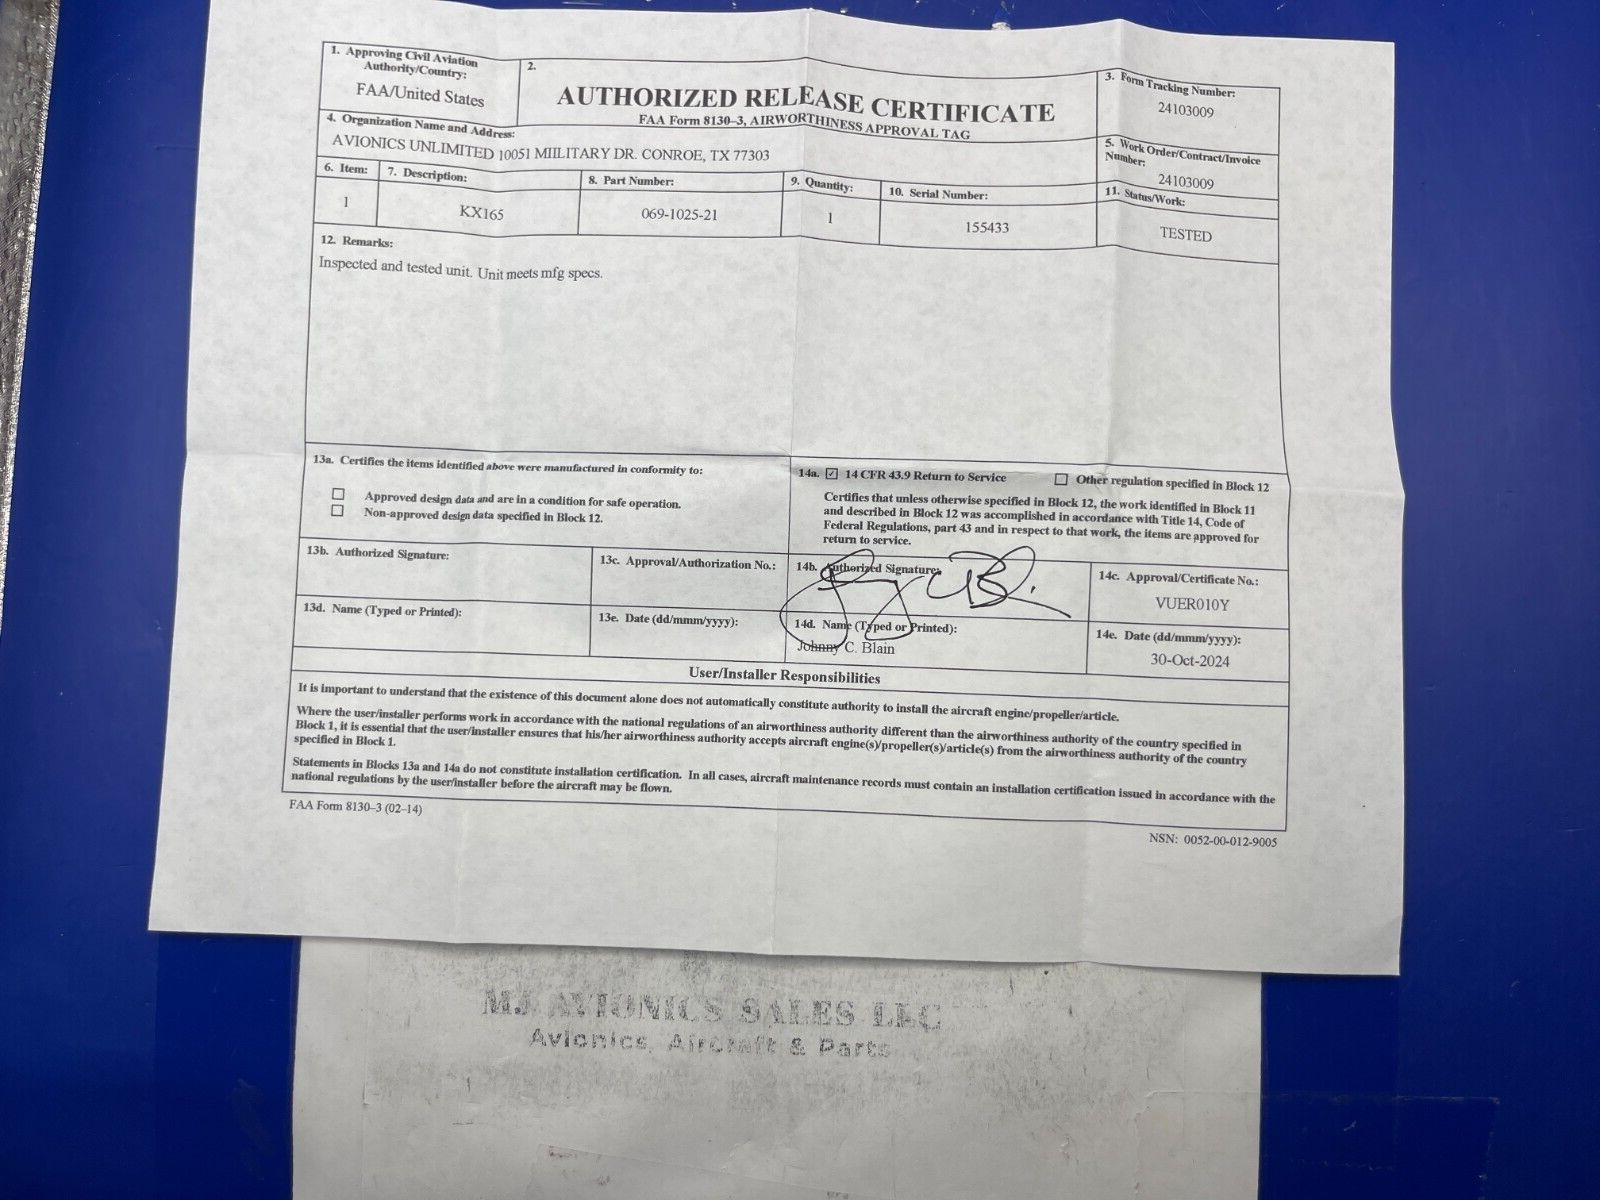 1. Approving Civil Aviation
Authority/Country:
FAA/United States
2.
AUTHORIZED RELEASE CERTIFICATE
FAA Form 8130–3, AIRWORTHINESS APPROVAL TAG
3. Form Tracking Number:
24103009
4. Organization Name and Address:
AVIONICS UNLIMITED 10051 MIILITARY DR. CONROE, TX 77303
5. Work Order/Contract/Invoice
Number:
24103009
6. Item:
7. Description:
8. Part Number:
9. Quantity:
10. Serial Number:
11. Status/Work:
1
KX165
069-1025-21
1
155433
TESTED
12. Remarks:
Inspected and tested unit. Unit meets mfg specs.
13a. Certifies the items identified above were manufactured in conformity to:
Approved design data and are in a condition for safe operation.
Non-approved design data specified in Block 12.
14a. ☑ 14 CFR 43.9 Return to Service ☐ Other regulation specified in Block 12
Certifies that unless otherwise specified in Block 12, the work identified in Block 11
and described in Block 12 was accomplished in accordance with Title 14, Code of
Federal Regulations, part 43 and in respect to that work, the items are approved for
return to service.
13b. Authorized Signature:
13c. Approval/Authorization No.:
14b. Authorized Signature:
14c. Approval/Certificate No.:
VUER010Y
13d. Name (Typed or Printed):
13e. Date (dd/mmm/yyyy):
14d. Name (Typed or Printed):
Johnny C. Blain
14e. Date (dd/mmm/yyyy):
30-Oct-2024
User/Installer Responsibilities
It is important to understand that the existence of this document alone does not automatically constitute authority to install the aircraft engine/propeller/article.
Where the user/installer performs work in accordance with the national regulations of an airworthiness authority different than the airworthiness authority of the country specified in
Block 1, it is essential that the user/installer ensures that his/her airworthiness authority accepts aircraft engine(s)/propeller(s)/article(s) from the airworthiness authority of the country
specified in Block 1.
Statements in Blocks 13a and 14a do not constitute installation certification. In all cases, aircraft maintenance records must contain an installation certification issued in accordance with the
national regulations by the user/installer before the aircraft may be flown.
FAA Form 8130–3 (02–14)
NSN: 0052-00-012-9005
MJ AVIONICS SALES LLC
Avionics, Aircraft & Parts